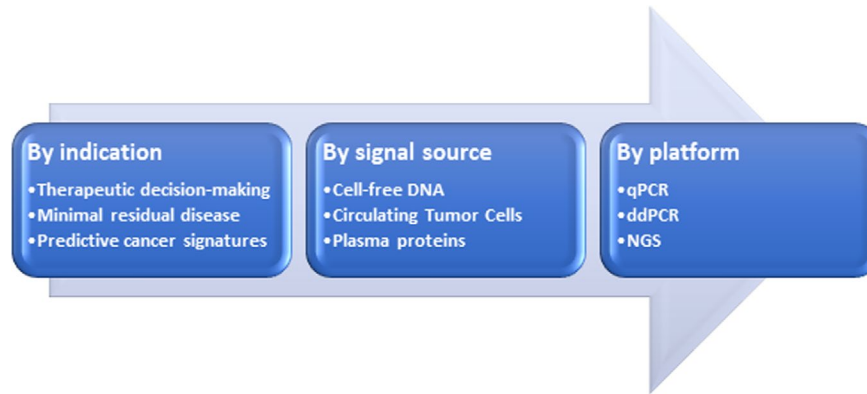 By indication
•Therapeutic decision-making
•Minimal residual disease
•Predictive cancer signatures
By signal source
•Cell-free DNA
•Circulating Tumor Cells
•Plasma proteins
By platform
•qPCR
•ddPCR
•NGS